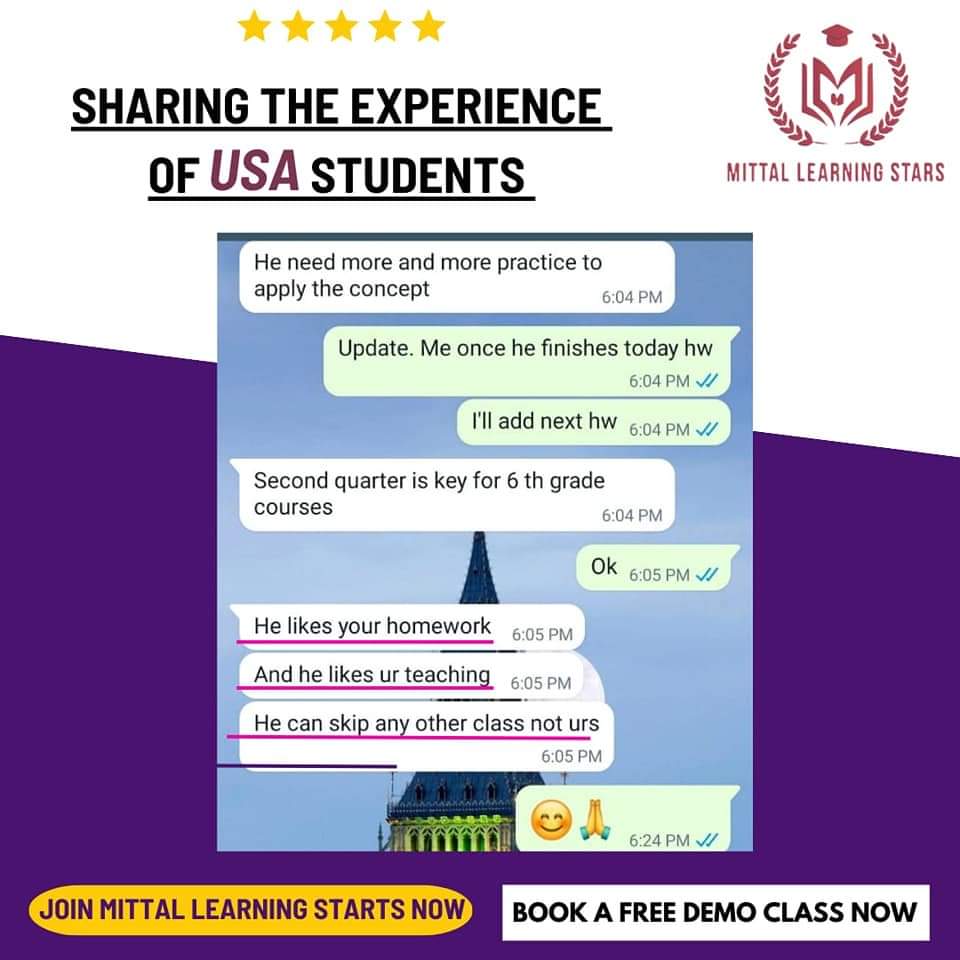 SHARING THE EXPERIENCE
OF USA STUDENTS
MITTAL LEARNING STARS
He need more and more practice to
apply the concept
6:04 PM
Update. Me once he finishes today hw
6:04 PM
I'll add next hw 6:04 PM
Second quarter is key for 6 th grade
courses
6:04 PM
Ok 6:05 PM
He likes your homework 6:05 PM
And he likes ur teaching 6:05 PM
He can skip any other class not urs
6:05 PM
😊🙏 6:24 PM
JOIN MITTAL LEARNING STARTS NOW
BOOK A FREE DEMO CLASS NOW